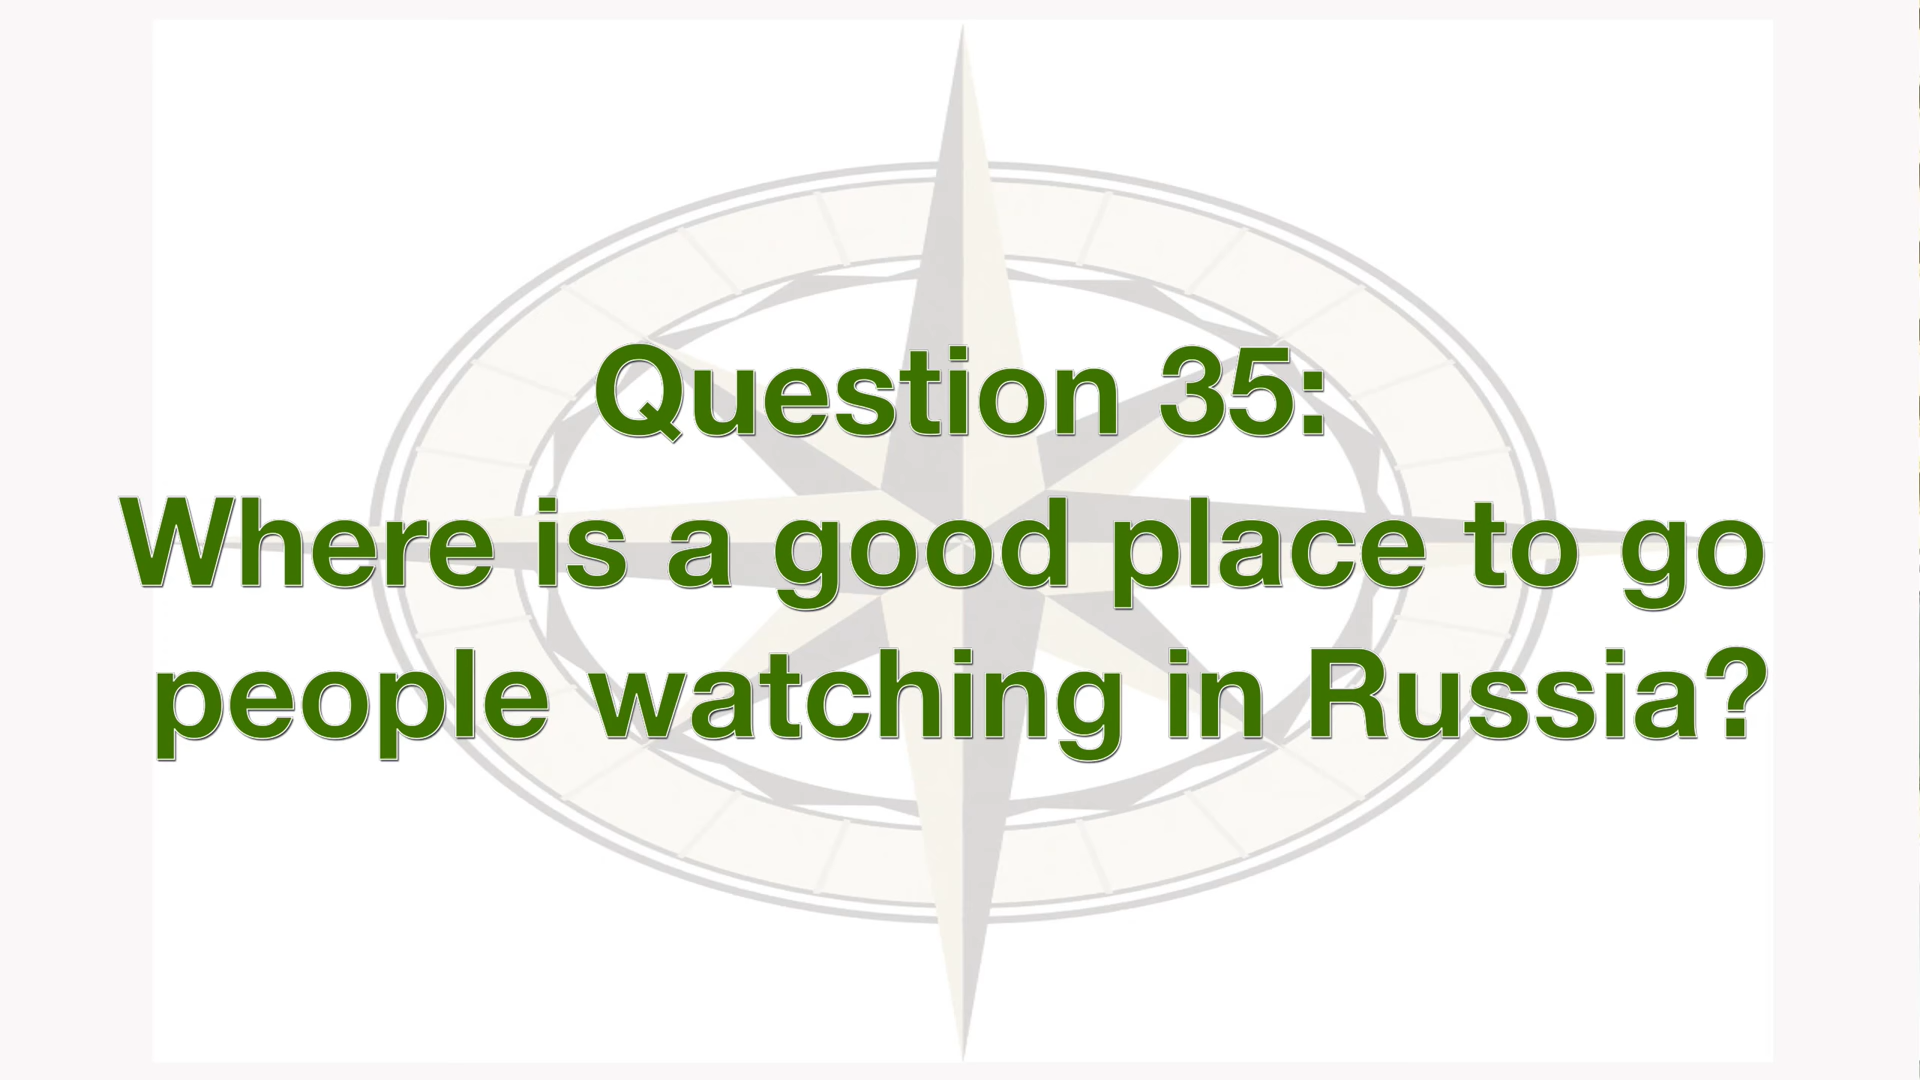 Question 35:
Where is a good place to go
people watching in Russia?